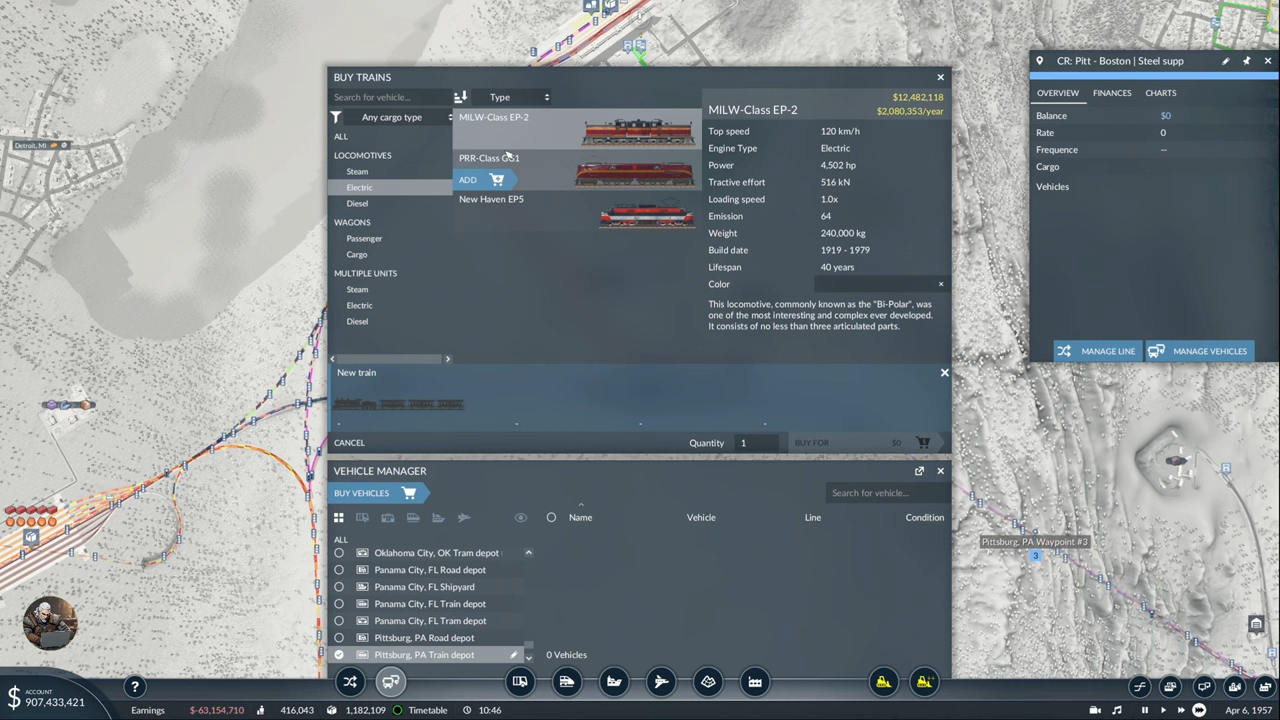 BUY TRAINS
Search for vehicle...
Type
Any cargo type
ALL
LOCOMOTIVES
Steam
Electric
Diesel
WAGONS
Passenger
Cargo
MULTIPLE UNITS
Steam
Electric
Diesel
MILW-Class EP-2
PRR-Class GG1
ADD
New Haven EP5
$12,482,118
MILW-Class EP-2
$2,080,353/year
Top speed 120 km/h
Engine Type Electric
Power 4,502 hp
Tractive effort 516 kN
Loading speed 1.0x
Emission 64
Weight 240,000 kg
Build date 1919 - 1979
Lifespan 40 years
Color
This locomotive, commonly known as the "Bi-Polar", was
one of the most interesting and complex ever developed.
It consists of no less than three articulated parts.
New train
- - - -
CANCEL Quantity 1 BUY FOR $0
VEHICLE MANAGER
BUY VEHICLES
Search for vehicle...
Name Vehicle Line Condition
ALL
Oklahoma City, OK Tram depot
Panama City, FL Road depot
Panama City, FL Shipyard
Panama City, FL Train depot
Panama City, FL Tram depot
Pittsburg, PA Road depot
Pittsburg, PA Train depot
0 Vehicles
CR: Pitt - Boston | Steel supp
OVERVIEW FINANCES CHARTS
Balance $0
Rate 0
Frequence --
Cargo
Vehicles
MANAGE LINE MANAGE VEHICLES
Detroit, MI
Pittsburg, PA Waypoint #3
3
?
$ ACCOUNT
907,433,421
Earnings $-63,154,710 416,043 1,182,109 Timetable 10:46 Apr 6, 1957